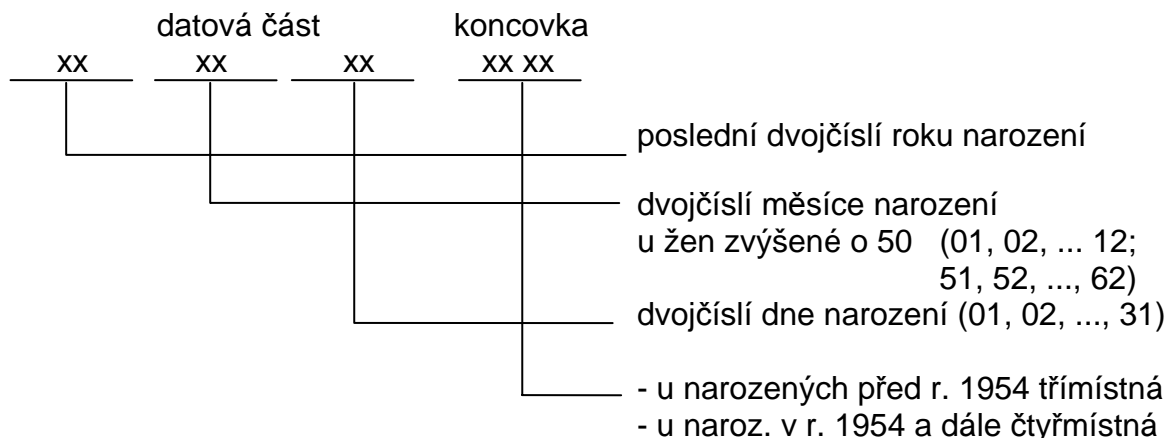 datová část koncovka
xx xx xx xx xx
poslední dvojčíslí roku narození
dvojčíslí měsíce narození
u žen zvýšené o 50 (01, 02, ... 12;
51, 52, ..., 62)
dvojčíslí dne narození (01, 02, ..., 31)
- u narozených před r. 1954 třímístná
- u naroz. v r. 1954 a dále čtyřmístná